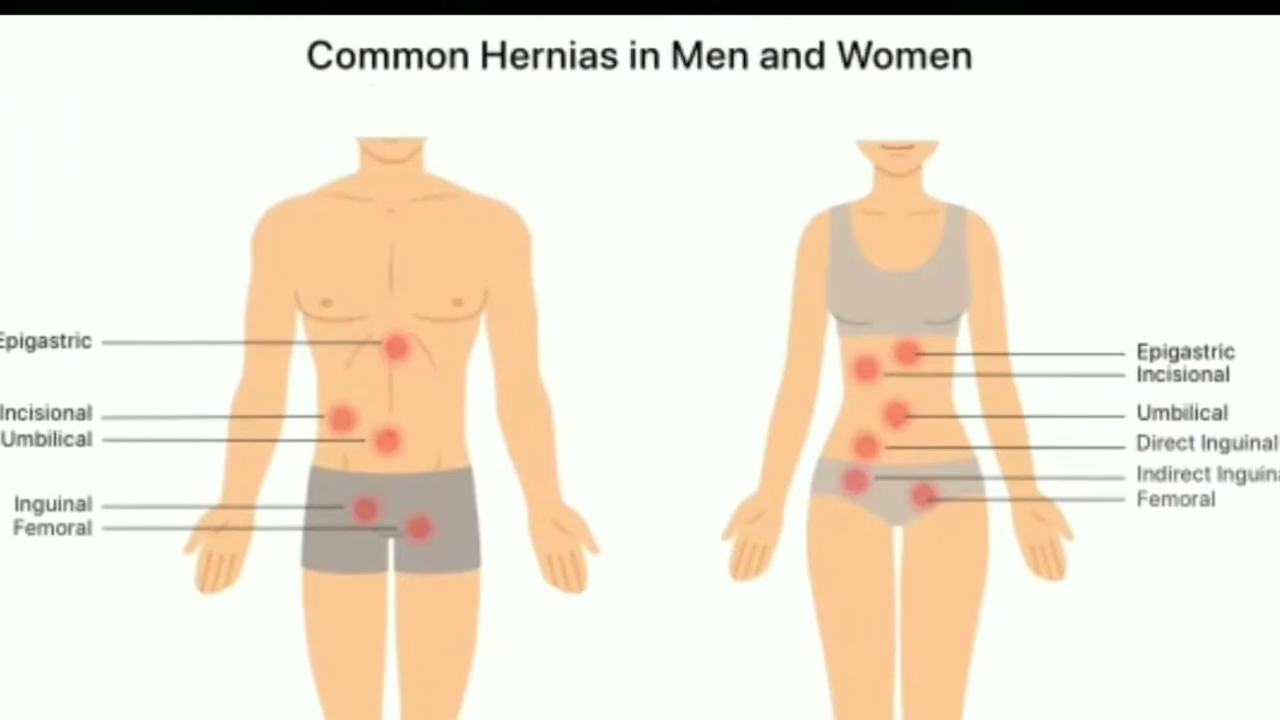 Common Hernias in Men and Women
Epigastric
Incisional
Umbilical
Inguinal
Femoral
Epigastric
Incisional
Umbilical
Direct Inguinal
Indirect Inguina
Femoral